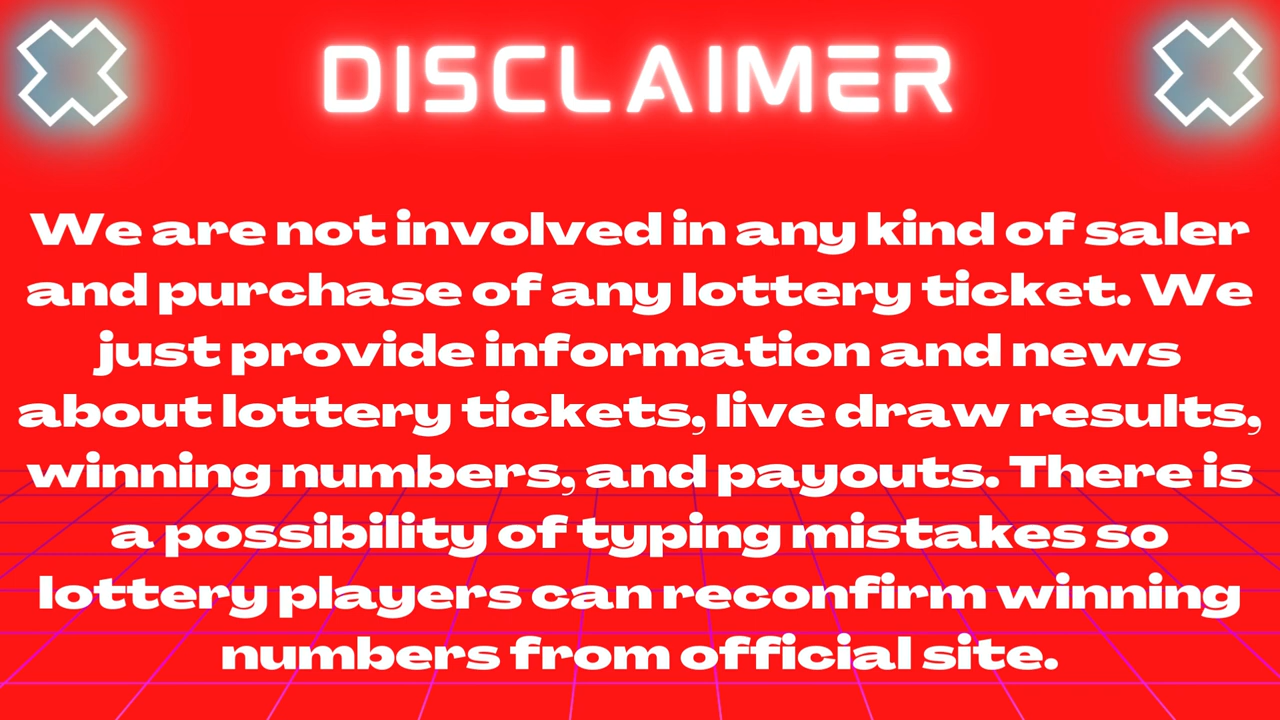 DISCLAIMER
We are not involved in any kind of saler
and purchase of any lottery ticket. We
just provide information and news
about lottery tickets, live draw results,
winning numbers, and payouts. There is
a possibility of typing mistakes so
lottery players can reconfirm winning
numbers from official site.